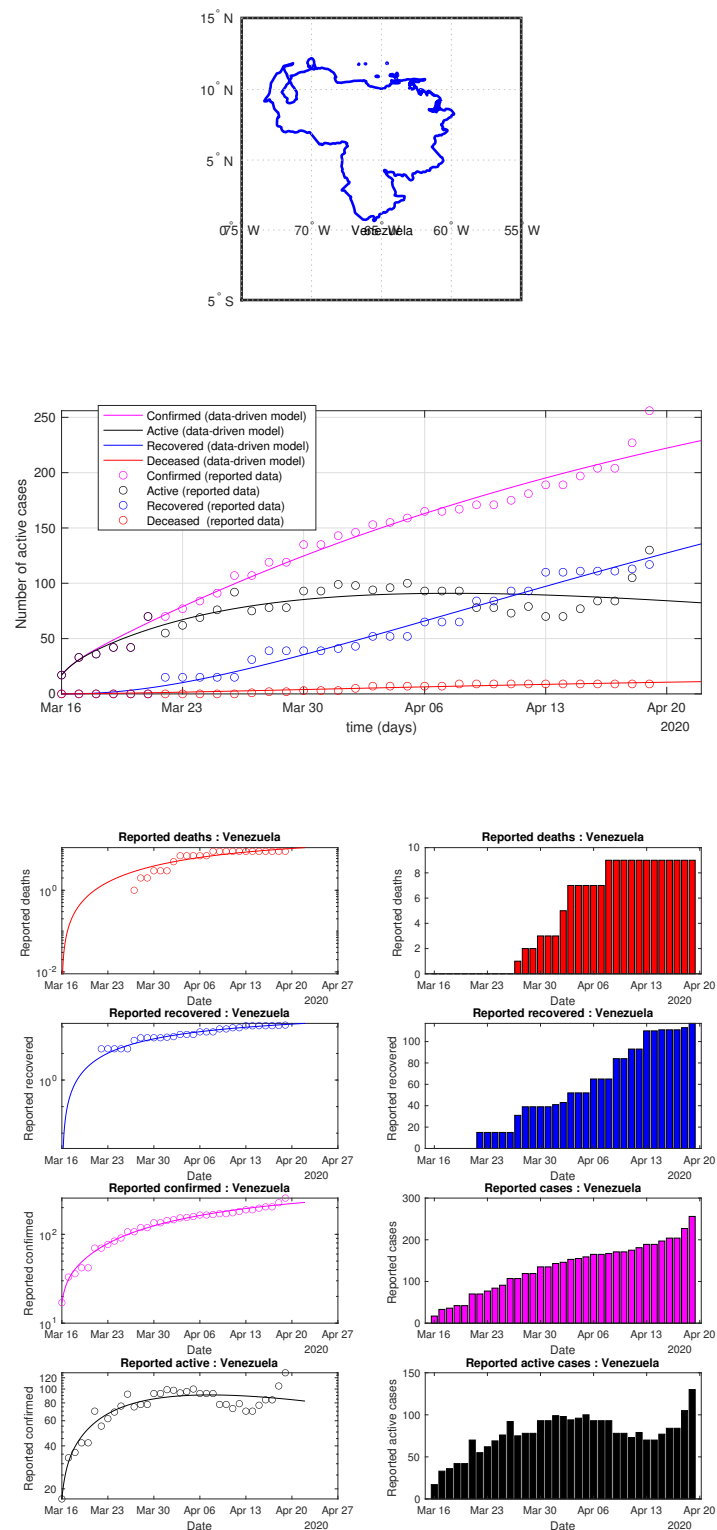 15° N
10° N
5° N
0° 75° W 70° W 65° W 60° W 55° W
Venezuela
5° S
Confirmed (data-driven model)
Active (data-driven model)
Recovered (data-driven model)
Deceased (data-driven model)
Confirmed (reported data)
Active (reported data)
Recovered (reported data)
Deceased (reported data)
Number of active cases
250
200
150
100
50
0
Mar 16 Mar 23 Mar 30 Apr 06 Apr 13 Apr 20
time (days) 2020
Reported deaths : Venezuela
Reported deaths
10^0
10^-2
Mar 16 Mar 23 Mar 30 Apr 06 Apr 13 Apr 20 Apr 27
Date 2020
Reported deaths : Venezuela
Reported deaths
10
8
6
4
2
0
Mar 16 Mar 23 Mar 30 Apr 06 Apr 13 Apr 20
Date 2020
Reported recovered : Venezuela
Reported recovered
10^0
Mar 16 Mar 23 Mar 30 Apr 06 Apr 13 Apr 20 Apr 27
Date 2020
Reported recovered : Venezuela
Reported recovered
100
80
60
40
20
0
Mar 16 Mar 23 Mar 30 Apr 06 Apr 13 Apr 20
Date 2020
Reported confirmed : Venezuela
Reported confirmed
10^2
10^1
Mar 16 Mar 23 Mar 30 Apr 06 Apr 13 Apr 20 Apr 27
Date 2020
Reported cases : Venezuela
Reported cases
300
200
100
0
Mar 16 Mar 23 Mar 30 Apr 06 Apr 13 Apr 20
Date 2020
Reported active : Venezuela
Reported confirmed
120
100
80
60
40
20
Mar 16 Mar 23 Mar 30 Apr 06 Apr 13 Apr 20 Apr 27
Date 2020
Reported active cases : Venezuela
Reported active cases
150
100
50
0
Mar 16 Mar 23 Mar 30 Apr 06 Apr 13 Apr 20
Date 2020